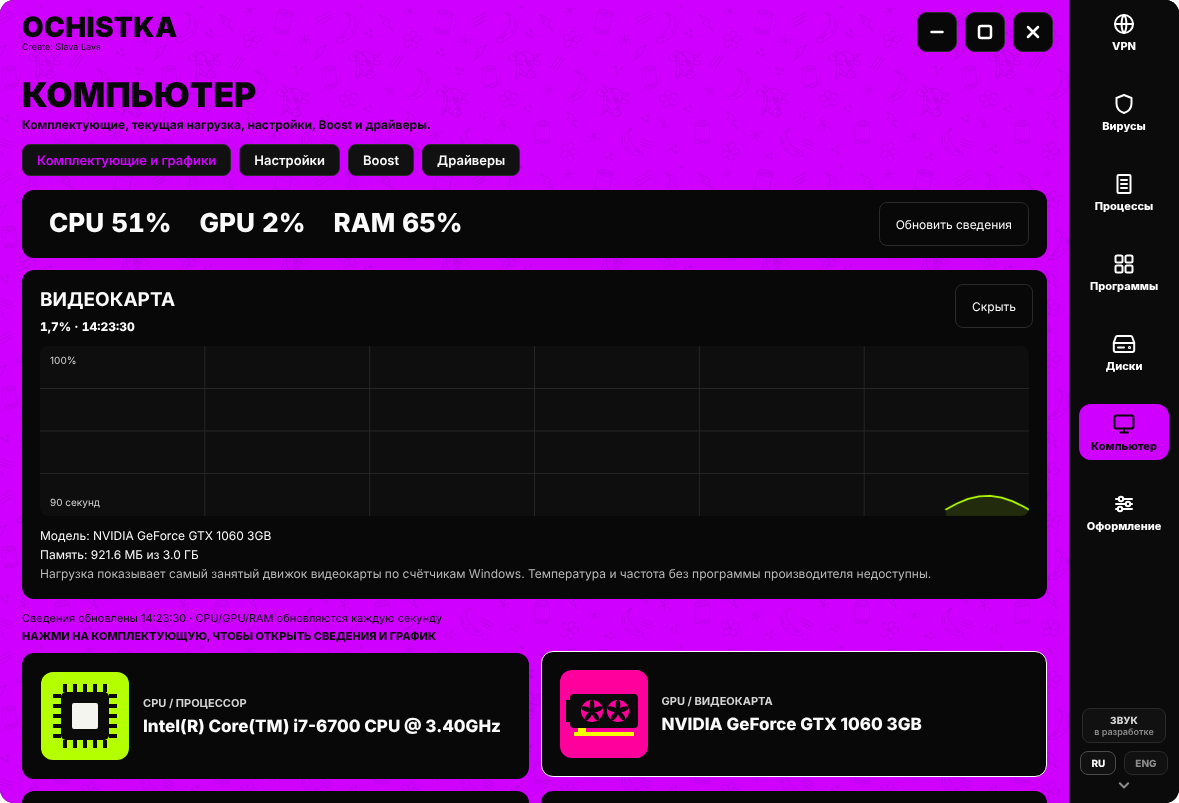 OCHISTKA
Create: Slava Lavs
КОМПЬЮТЕР
Комплектующие, текущая нагрузка, настройки, Boost и драйверы.
Комплектующие и графики
Настройки
Boost
Драйверы
CPU 51% GPU 2% RAM 65%
Обновить сведения
ВИДЕОКАРТА
1,7% · 14:23:30
Скрыть
100%
90 секунд
Модель: NVIDIA GeForce GTX 1060 3GB
Память: 921.6 МБ из 3.0 ГБ
Нагрузка показывает самый занятый движок видеокарты по счётчикам Windows. Температура и частота без программы производителя недоступны.
Сведения обновлены 14:23:30 · CPU/GPU/RAM обновляются каждую секунду
НАЖМИ НА КОМПЛЕКТУЮЩУЮ, ЧТОБЫ ОТКРЫТЬ СВЕДЕНИЯ И ГРАФИК
CPU / ПРОЦЕССОР
Intel(R) Core(TM) i7-6700 CPU @ 3.40GHz
GPU / ВИДЕОКАРТА
NVIDIA GeForce GTX 1060 3GB
VPN
Вирусы
Процессы
Программы
Диски
Компьютер
Оформление
ЗВУК
в разработке
RU
ENG